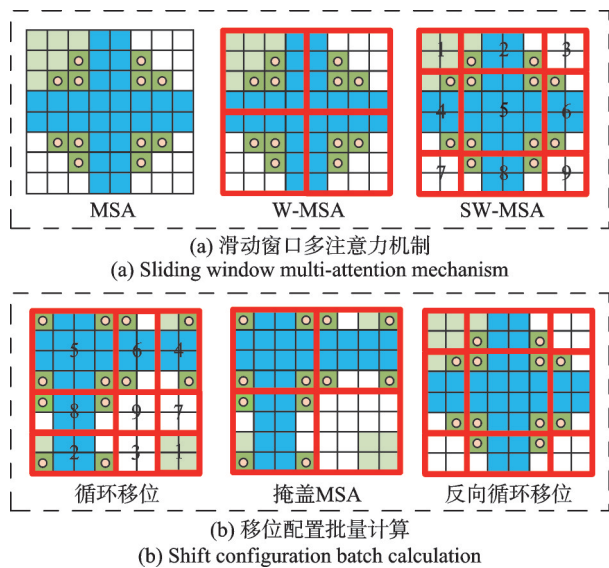 1 2 3
4 5 6
7 8 9
MSA W-MSA SW-MSA
(a) 滑动窗口多注意力机制
(a) Sliding window multi-attention mechanism
5 6 4
8 9 7
2 3 1
循环移位 掩盖MSA 反向循环移位
(b) 移位配置批量计算
(b) Shift configuration batch calculation